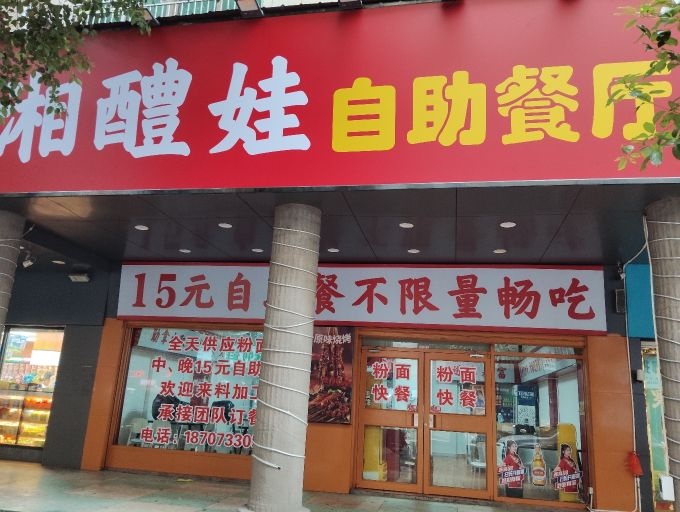 湘醴娃自助餐厅
15元自 餐不限量畅吃
全天供应粉面
中、晚15元自助
欢迎来料加工
承接团队订餐
电话:187073305
原味烧烤
粉面
快餐
粉面
快餐